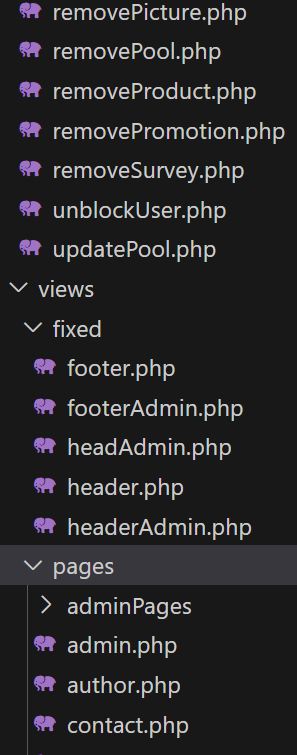 removePicture.php
removePool.php
removeProduct.php
removePromotion.php
removeSurvey.php
unblockUser.php
updatePool.php
views
fixed
footer.php
footerAdmin.php
headAdmin.php
header.php
headerAdmin.php
pages
adminPages
admin.php
author.php
contact.php